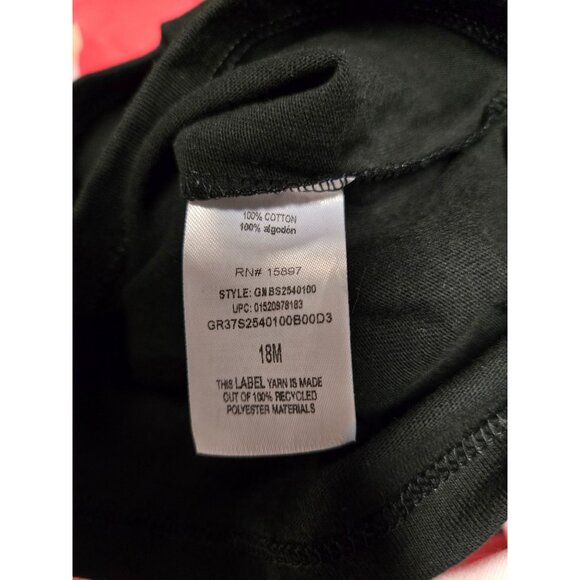 100% COTTON
100% algodón
RN# 15897
STYLE: GNBS2540100
UPC: 01520978183
GR37S2540100B00D3
18M
THIS LABEL YARN IS MADE
OUT OF 100% RECYCLED
POLYESTER MATERIALS